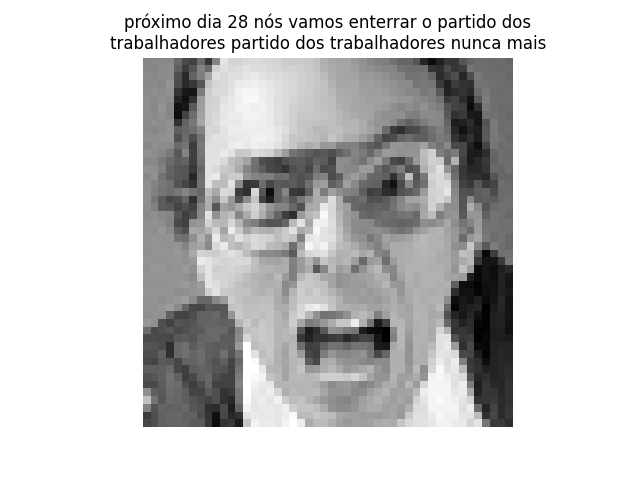 próximo dia 28 nós vamos enterrar o partido dos
trabalhadores partido dos trabalhadores nunca mais